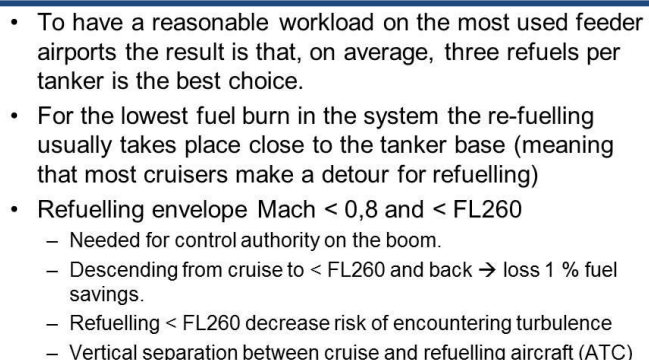 • To have a reasonable workload on the most used feeder
airports the result is that, on average, three refuels per
tanker is the best choice.
• For the lowest fuel burn in the system the re-fuelling
usually takes place close to the tanker base (meaning
that most cruisers make a detour for refuelling)
• Refuelling envelope Mach < 0,8 and < FL260
– Needed for control authority on the boom.
– Descending from cruise to < FL260 and back → loss 1 % fuel
savings.
– Refuelling < FL260 decrease risk of encountering turbulence
– Vertical separation between cruise and refuelling aircraft (ATC)